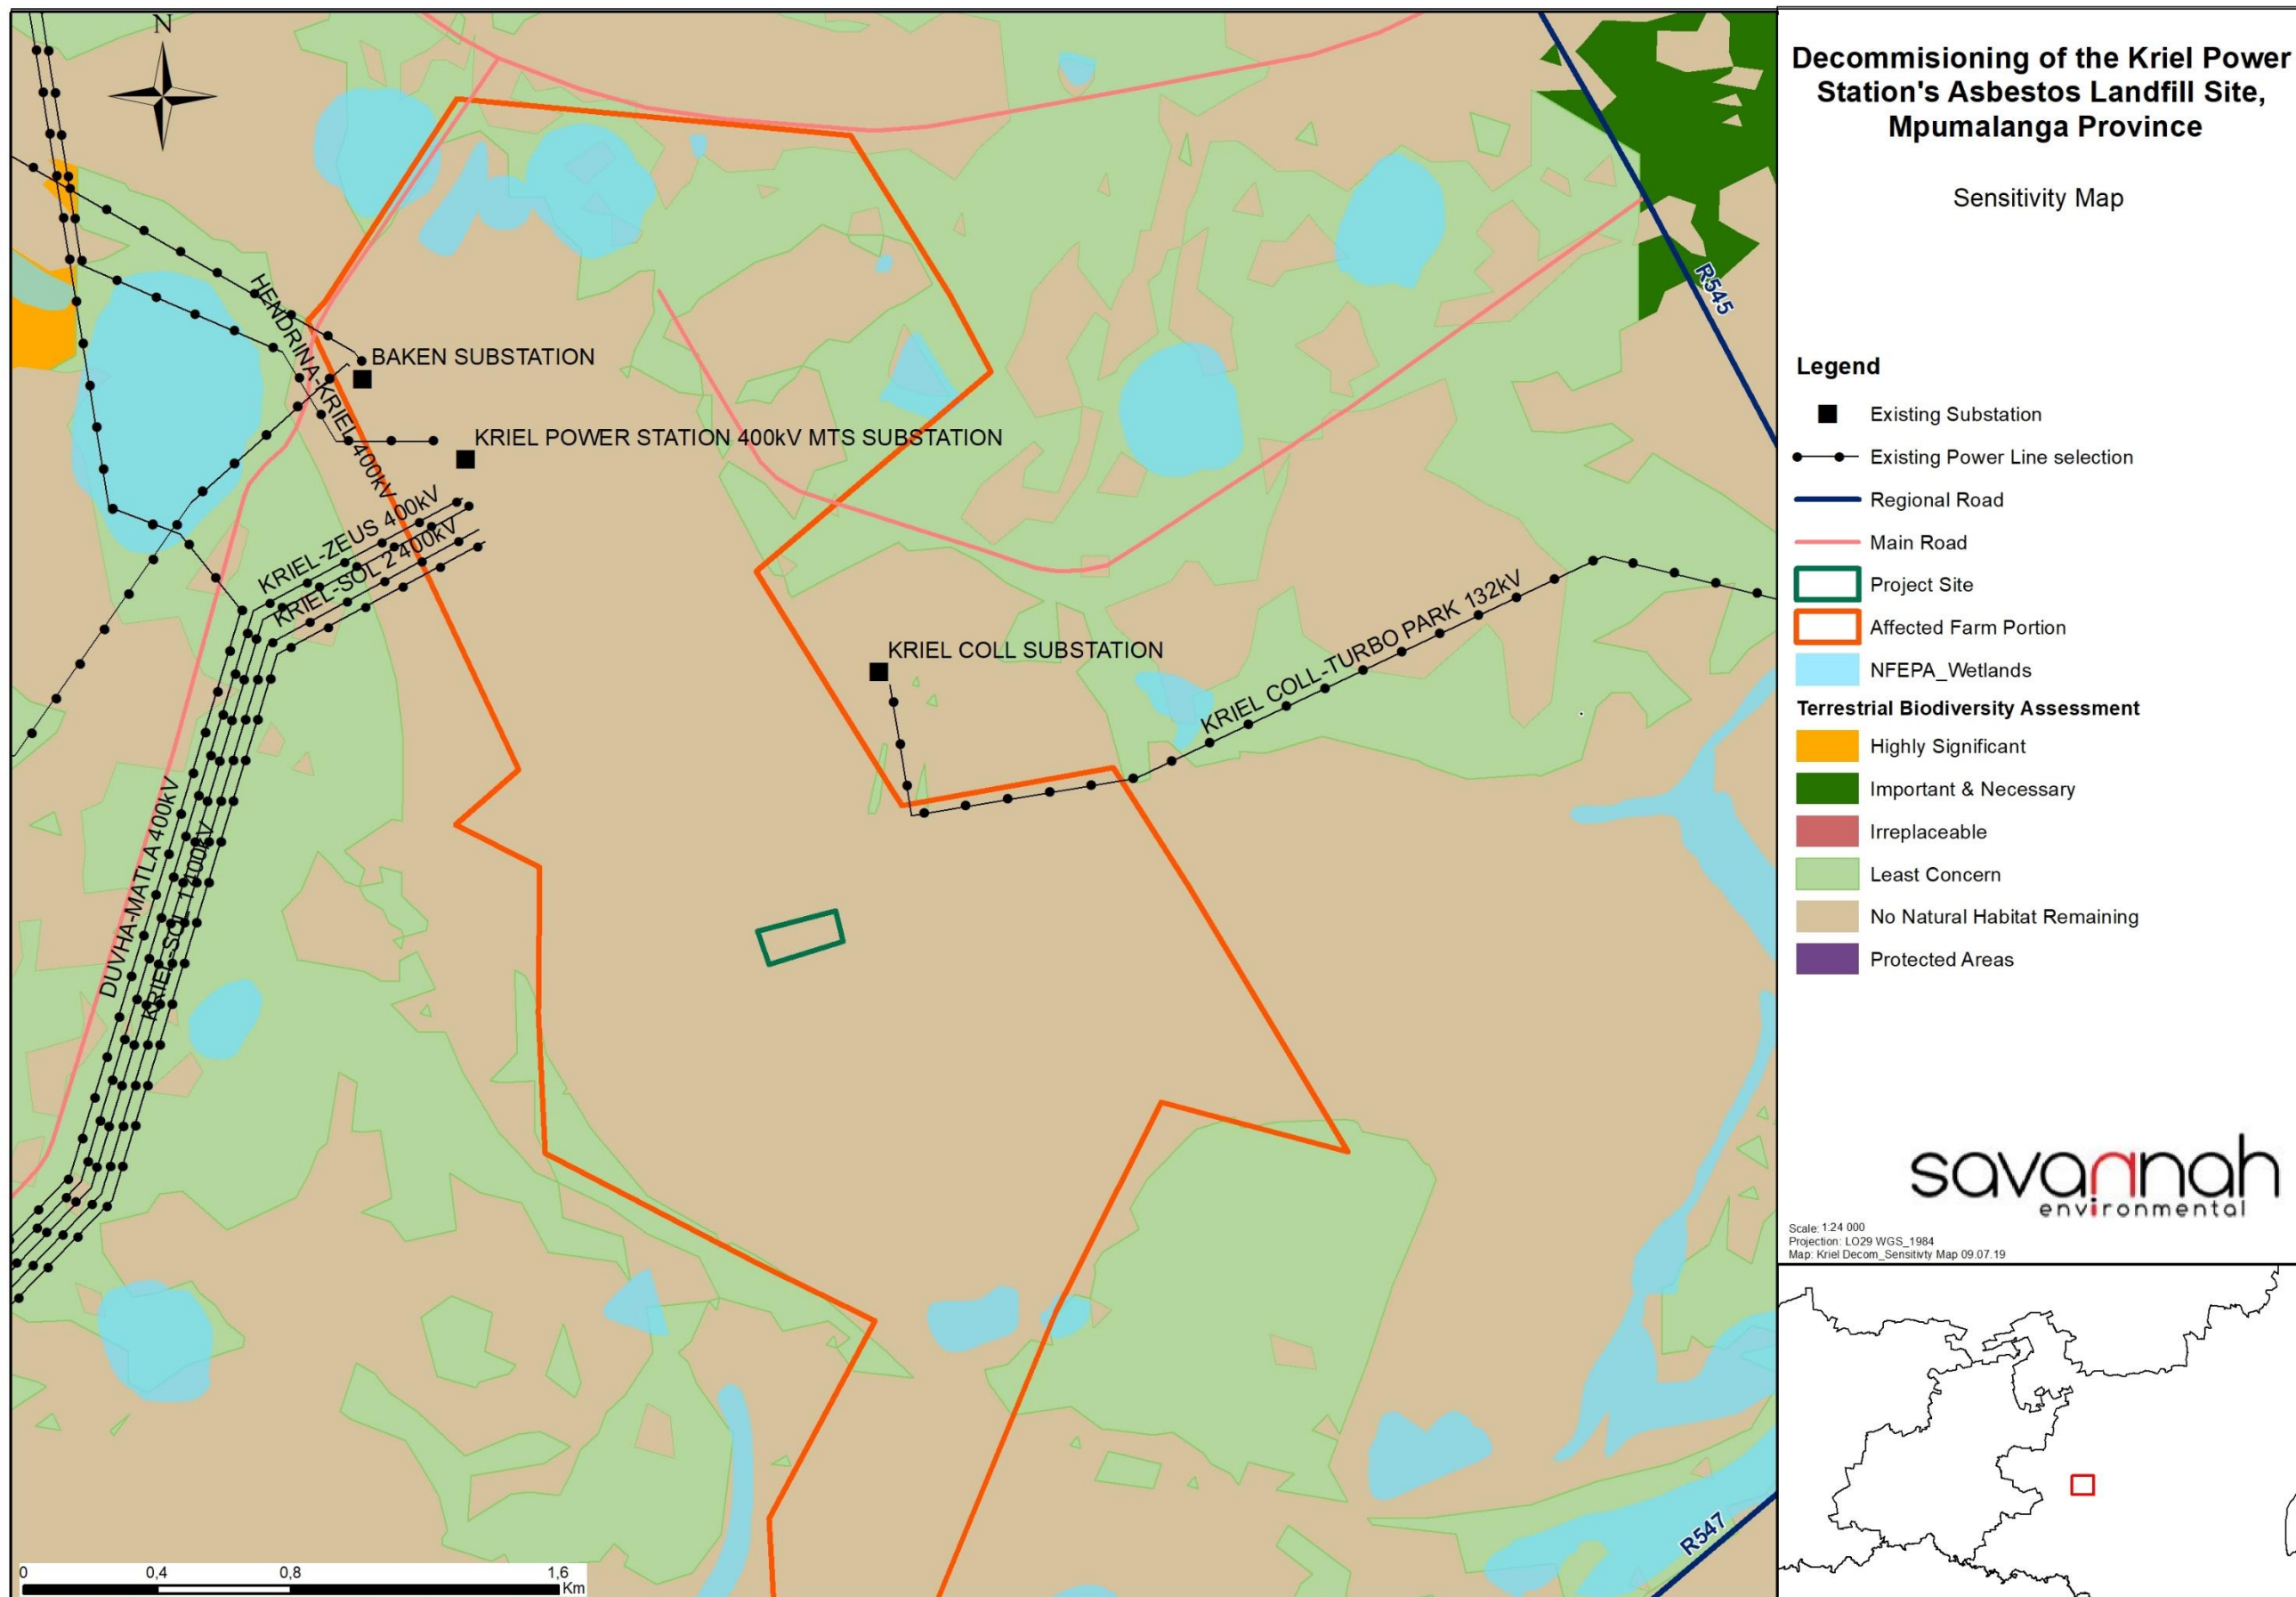 Decommisioning of the Kriel Power
Station's Asbestos Landfill Site,
Mpumalanga Province
Sensitivity Map
N
R545
HENDRINA-KRIEL 400kV
BAKEN SUBSTATION
KRIEL POWER STATION 400kV MTS SUBSTATION
KRIEL-ZEUS 400kV
KRIEL-SOL 2 400kV
KRIEL COLL SUBSTATION
KRIEL COLL-TURBO PARK 132kV
DUVHA-MATLA 400kV
KRIEL-SOL 1 400kV
R547
0 0,4 0,8 1,6
Km
Legend
Existing Substation
Existing Power Line selection
Regional Road
Main Road
Project Site
Affected Farm Portion
NFEPA_Wetlands
Terrestrial Biodiversity Assessment
Highly Significant
Important & Necessary
Irreplaceable
Least Concern
No Natural Habitat Remaining
Protected Areas
savannah
environmental
Scale: 1:24 000
Projection: LO29 WGS_1984
Map: Kriel Decom_Sensitivty Map 09.07.19